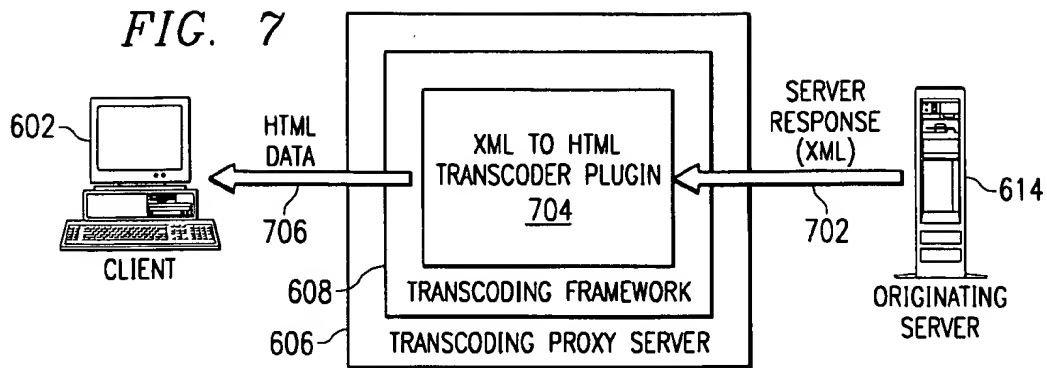 FIG. 7
602
HTML
DATA
706
CLIENT
XML TO HTML
TRANSCODER PLUGIN
704
608
TRANSCODING FRAMEWORK
606
TRANSCODING PROXY SERVER
SERVER
RESPONSE
(XML)
702
614
ORIGINATING
SERVER